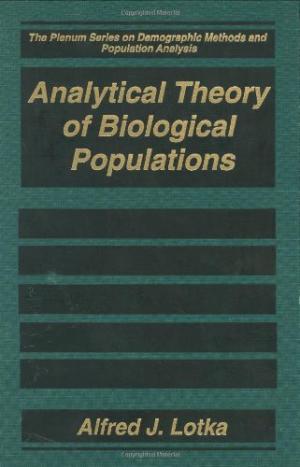 The Plenum Series on Demographic Methods and
Population Analysis
Analytical Theory
of Biological
Populations
Alfred J. Lotka